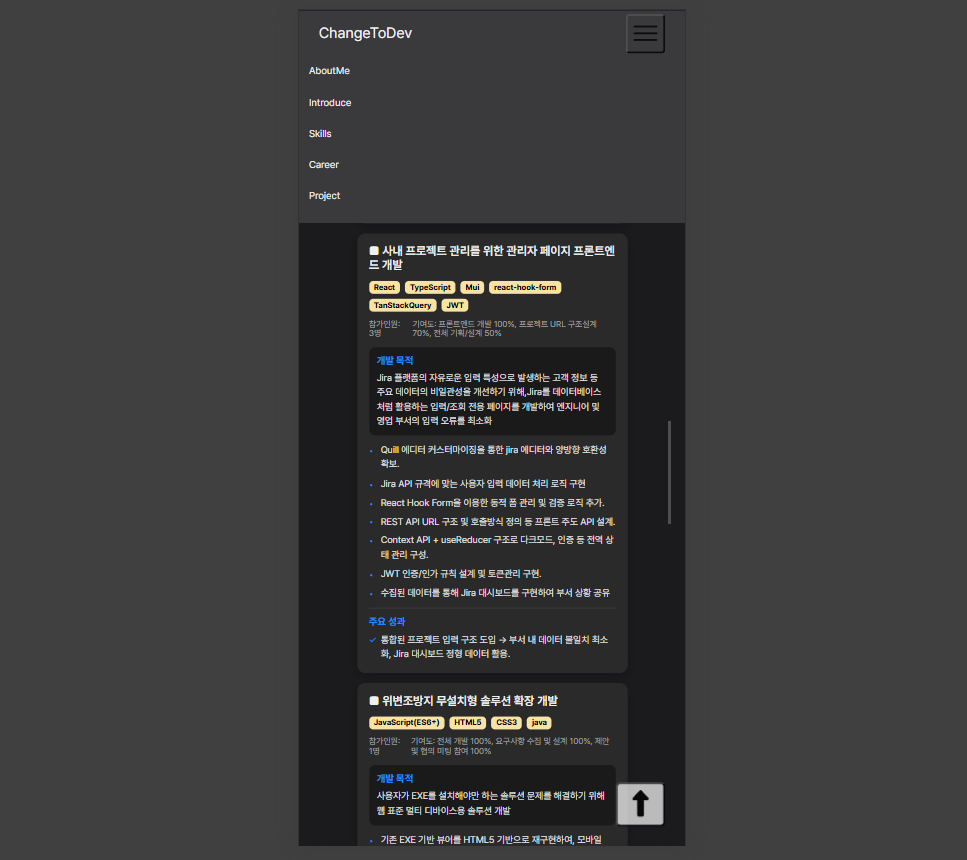 ChangeToDev
AboutMe
Introduce
Skills
Career
Project
사내 프로젝트 관리를 위한 관리자 페이지 프론트엔
드 개발
React TypeScript Mui react-hook-form
TanStackQuery JWT
참가인원: 기여도: 프론트엔드 개발 100%, 프로젝트 URL 구조설계
3명 70%, 전체 기획/설계 50%
개발 목적
Jira 플랫폼의 자유로운 입력 특성으로 발생하는 고객 정보 등
주요 데이터의 비일관성을 개선하기 위해,Jira를 데이터베이스
처럼 활용하는 입력/조회 전용 페이지를 개발하여 엔지니어 및
영업 부서의 입력 오류를 최소화
• Quill 에디터 커스터마이징을 통한 jira 에디터와 양방향 호환성
확보.
• Jira API 규격에 맞는 사용자 입력 데이터 처리 로직 구현
• React Hook Form을 이용한 동적 폼 관리 및 검증 로직 추가.
• REST API URL 구조 및 호출방식 정의 등 프론트 주도 API 설계.
• Context API + useReducer 구조로 다크모드, 인증 등 전역 상
태 관리 구성.
• JWT 인증/인가 규칙 설계 및 토큰관리 구현.
• 수집된 데이터를 통해 Jira 대시보드를 구현하여 부서 상황 공유
주요 성과
✓ 통합된 프로젝트 입력 구조 도입 → 부서 내 데이터 불일치 최소
화, Jira 대시보드 정형 데이터 활용.
위변조방지 무설치형 솔루션 확장 개발
JavaScript(ES6+) HTML5 CSS3 java
참가인원: 기여도: 전체 개발 100%, 요구사항 수집 및 설계 100%, 제안
1명 및 협의 미팅 참여 100%
개발 목적
사용자가 EXE를 설치해야만 하는 솔루션 문제를 해결하기 위해
웹 표준 멀티 디바이스용 솔루션 개발
• 기존 EXE 기반 뷰어를 HTML5 기반으로 재구현하여, 모바일